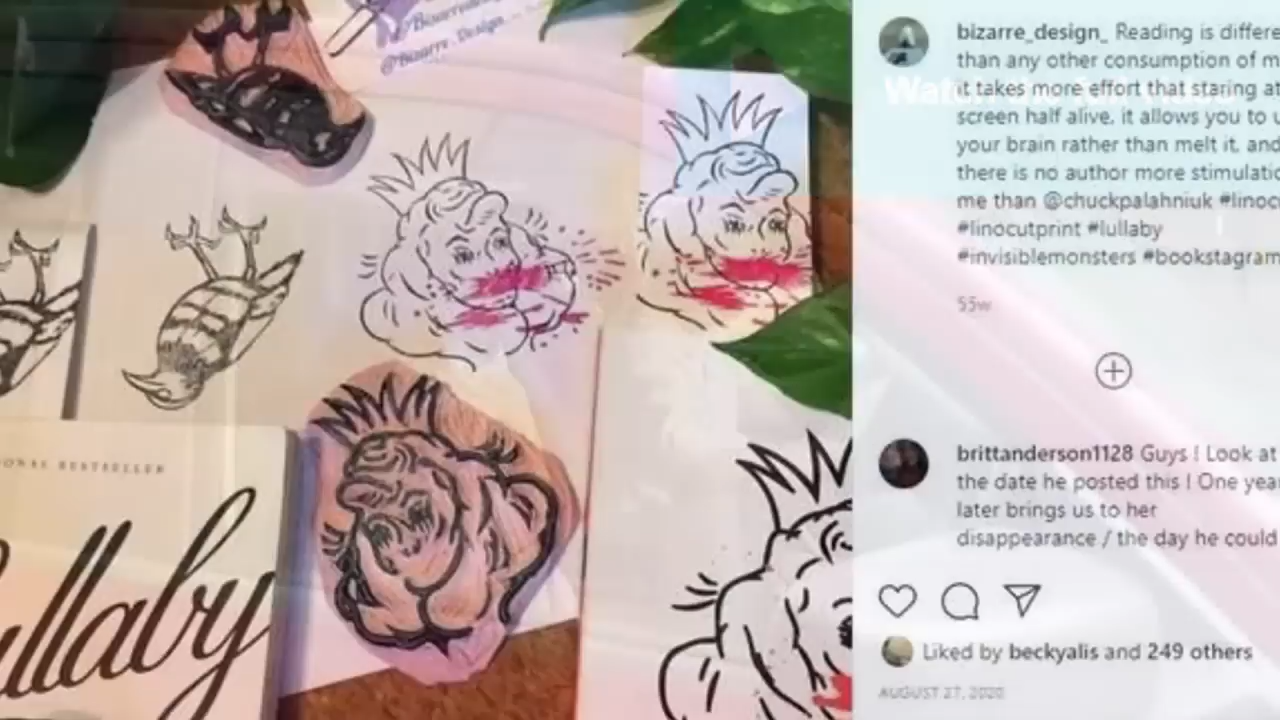 @Bizarre.Design
bizarre_design_ Reading is differe
than any other consumption of m
it takes more effort that staring at
screen half alive, it allows you to u
your brain rather than melt it, and
there is no author more stimulatio
me than @chuckpalahniuk #linoc
#linocutprint #lullaby
#invisiblemonsters #bookstagram
55w
brittanderson1128 Guys ! Look at
the date he posted this ! One year
later brings us to her
disappearance / the day he could
Liked by beckyalis and 249 others
AUGUST 27, 2020
ONAL BESTSELLER
ullaby